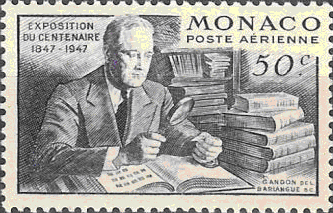 EXPOSITION
DU CENTENAIRE
1847-1947
MONACO
POSTE AÉRIENNE
50c.
GANDON DEL.
BARLANGUE SC.